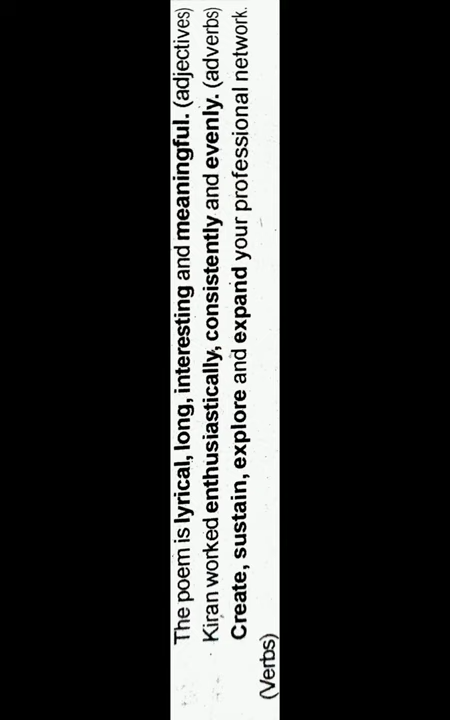 The poem is lyrical, long, interesting and meaningful. (adjectives)
Kiran worked enthusiastically, consistently and evenly. (adverbs)
Create, sustain, explore and expand your professional network.
(Verbs)